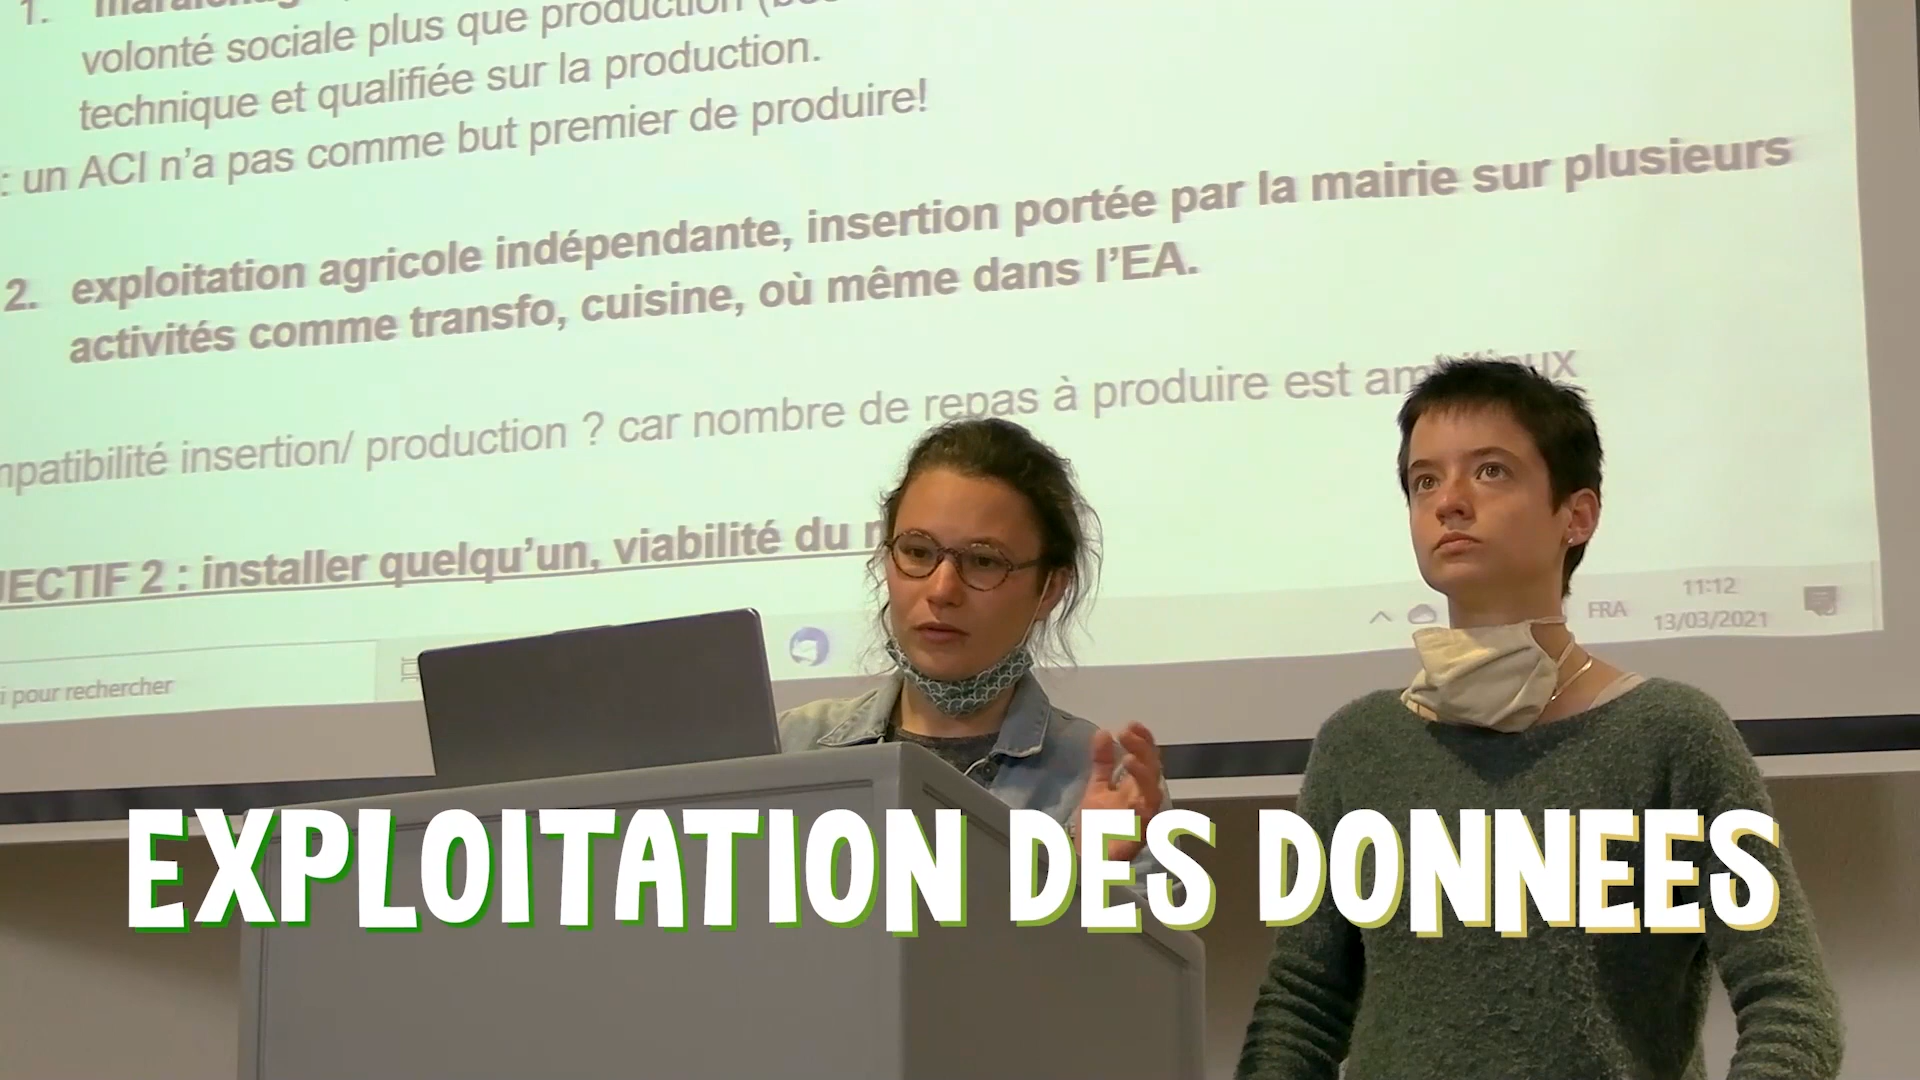 1.
volonté sociale plus que production
technique et qualifiée sur la production.
: un ACI n'a pas comme but premier de produire!
2. exploitation agricole indépendante, insertion portée par la mairie sur plusieurs
activités comme transfo, cuisine, où même dans l'EA.
insertion/ production ? car nombre de repas à produire est
2 : installer quelqu'un, viabilité du
11:12
FRA
13/03/2021
pour rechercher
EXPLOITATION DES DONNEES